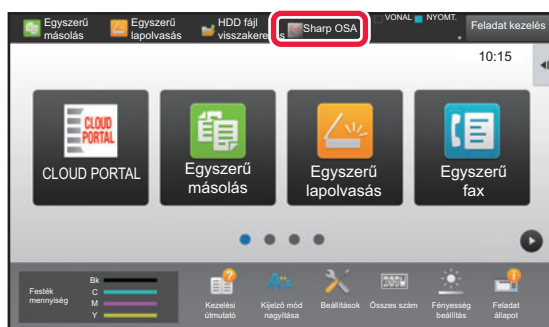 Egyszerű
másolás
Egyszerű
lapolvasás
HDD fájl
visszakeresés
Sharp OSA
VONAL
NYOMT.
Feladat kezelés
10:15
CLOUD
PORTAL
CLOUD PORTAL
Egyszerű
másolás
Egyszerű
lapolvasás
Egyszerű
fax
Festék
mennyiség
Bk
C
M
Y
Kezelési
útmutató
Kijelző mód
nagyítása
Beállítások
Összes szám
Fényesség
beállítás
Feladat
állapot